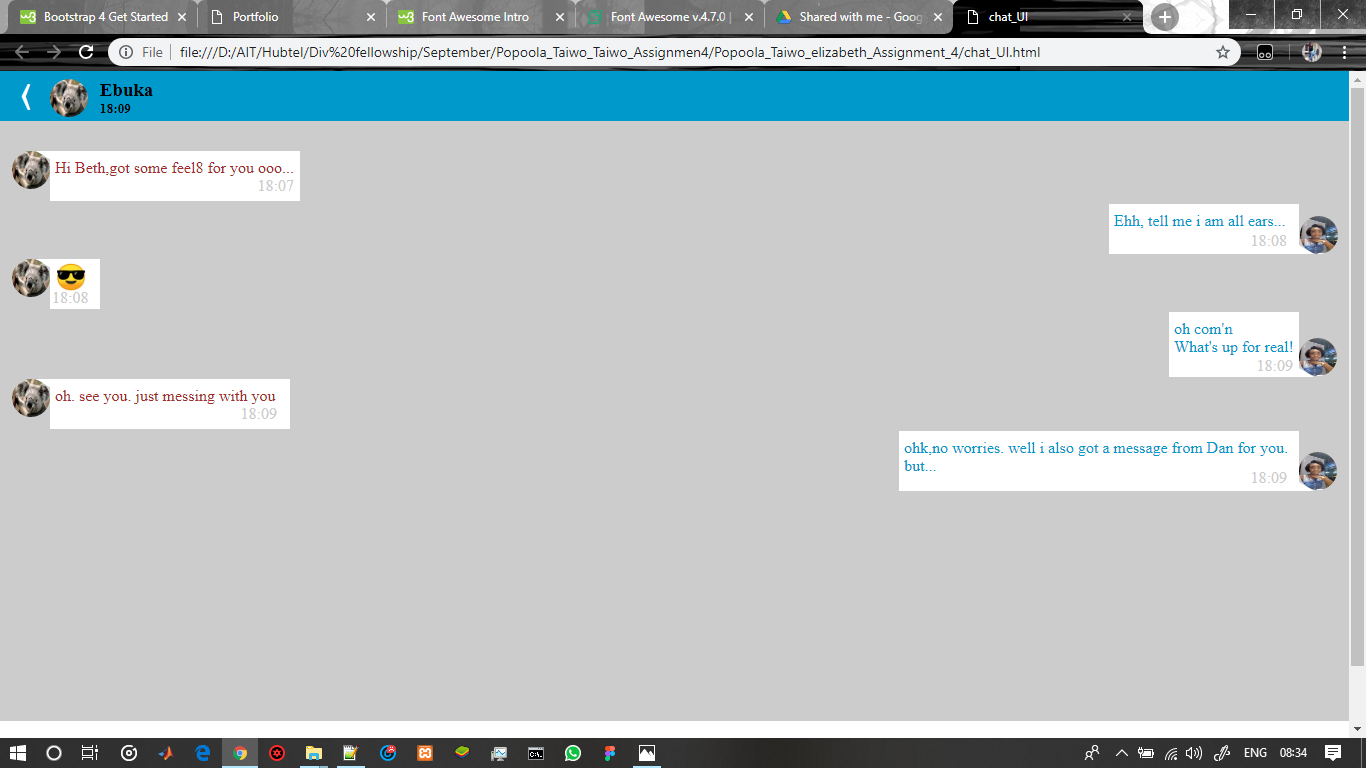 Bootstrap 4 Get Started
Portfolio
Font Awesome Intro
Font Awesome v.4.7.0 |
Shared with me - Goog
chat_UI
File
file:///D:/AIT/Hubtel/Div%20fellowship/September/Popoola_Taiwo_Taiwo_Assignmen4/Popoola_Taiwo_elizabeth_Assignment_4/chat_UI.html
Ebuka
18:09
Hi Beth,got some feel8 for you ooo...
18:07
Ehh, tell me i am all ears...
18:08
😎
18:08
oh com'n
What's up for real!
18:09
oh. see you. just messing with you
18:09
ohk,no worries. well i also got a message from Dan for you.
but...
18:09
ENG
08:34